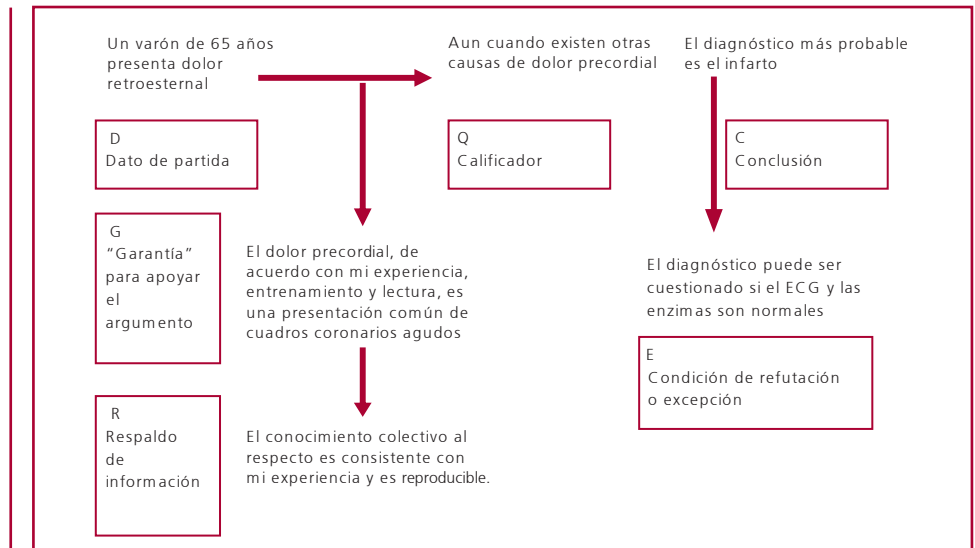 Un varón de 65 años
presenta dolor
retroesternal
Aun cuando existen otras
causas de dolor precordial
El diagnóstico más probable
es el infarto
D
Dato de partida
Q
Calificador
C
Conclusión
G
“Garantía”
para apoyar
el
argumento
El dolor precordial, de
acuerdo con mi experiencia,
entrenamiento y lectura, es
una presentación común de
cuadros coronarios agudos
El diagnóstico puede ser
cuestionado si el ECG y las
enzimas son normales
E
Condición de refutación
o excepción
R
Respaldo
de
información
El conocimiento colectivo al
respecto es consistente con
mi experiencia y es reproducible.